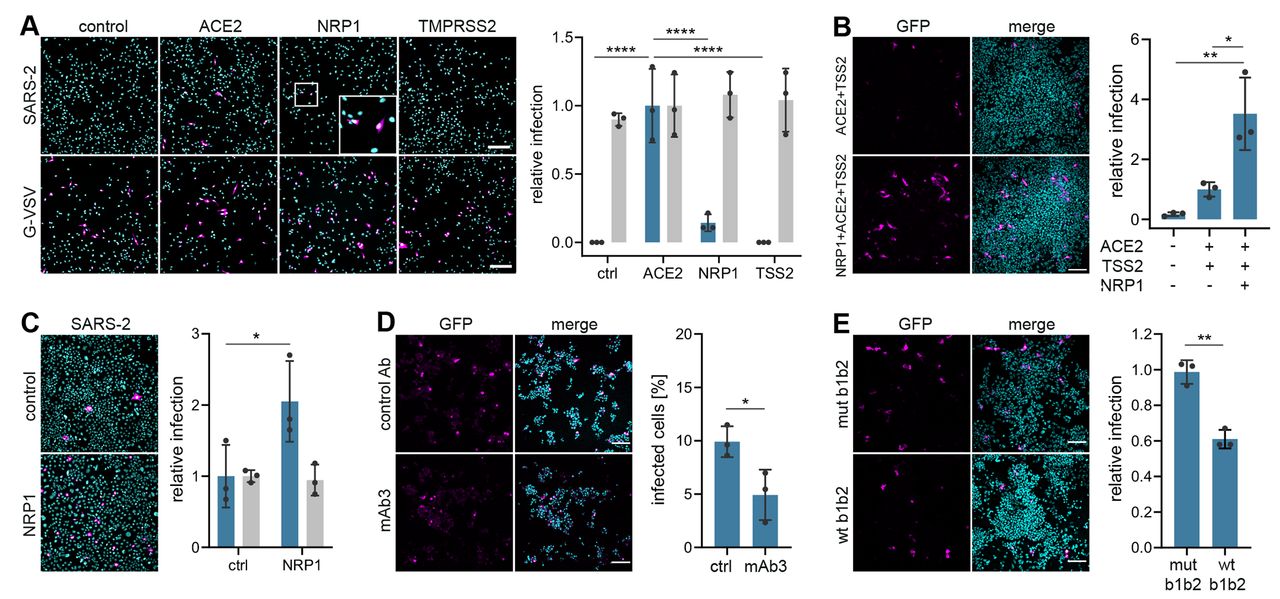 A
control
ACE2
NRP1
TMPRSS2
SARS-2
G-VSV
relative infection
1.5
1.0
0.5
0.0
****
****
****
ctrl
ACE2
NRP1
TSS2
B
GFP
merge
ACE2+TSS2
NRP1+ACE2+TSS2
relative infection
6
4
2
0
*
**
ACE2 - + +
TSS2 - + +
NRP1 - - +
C
SARS-2
control
NRP1
relative infection
3
2
1
0
*
ctrl
NRP1
D
GFP
merge
control Ab
mAb3
infected cells [%]
20
15
10
5
0
*
ctrl
mAb3
E
GFP
merge
mut b1b2
wt b1b2
relative infection
1.2
1.0
0.8
0.6
0.4
0.2
0.0
**
mut
b1b2
wt
b1b2